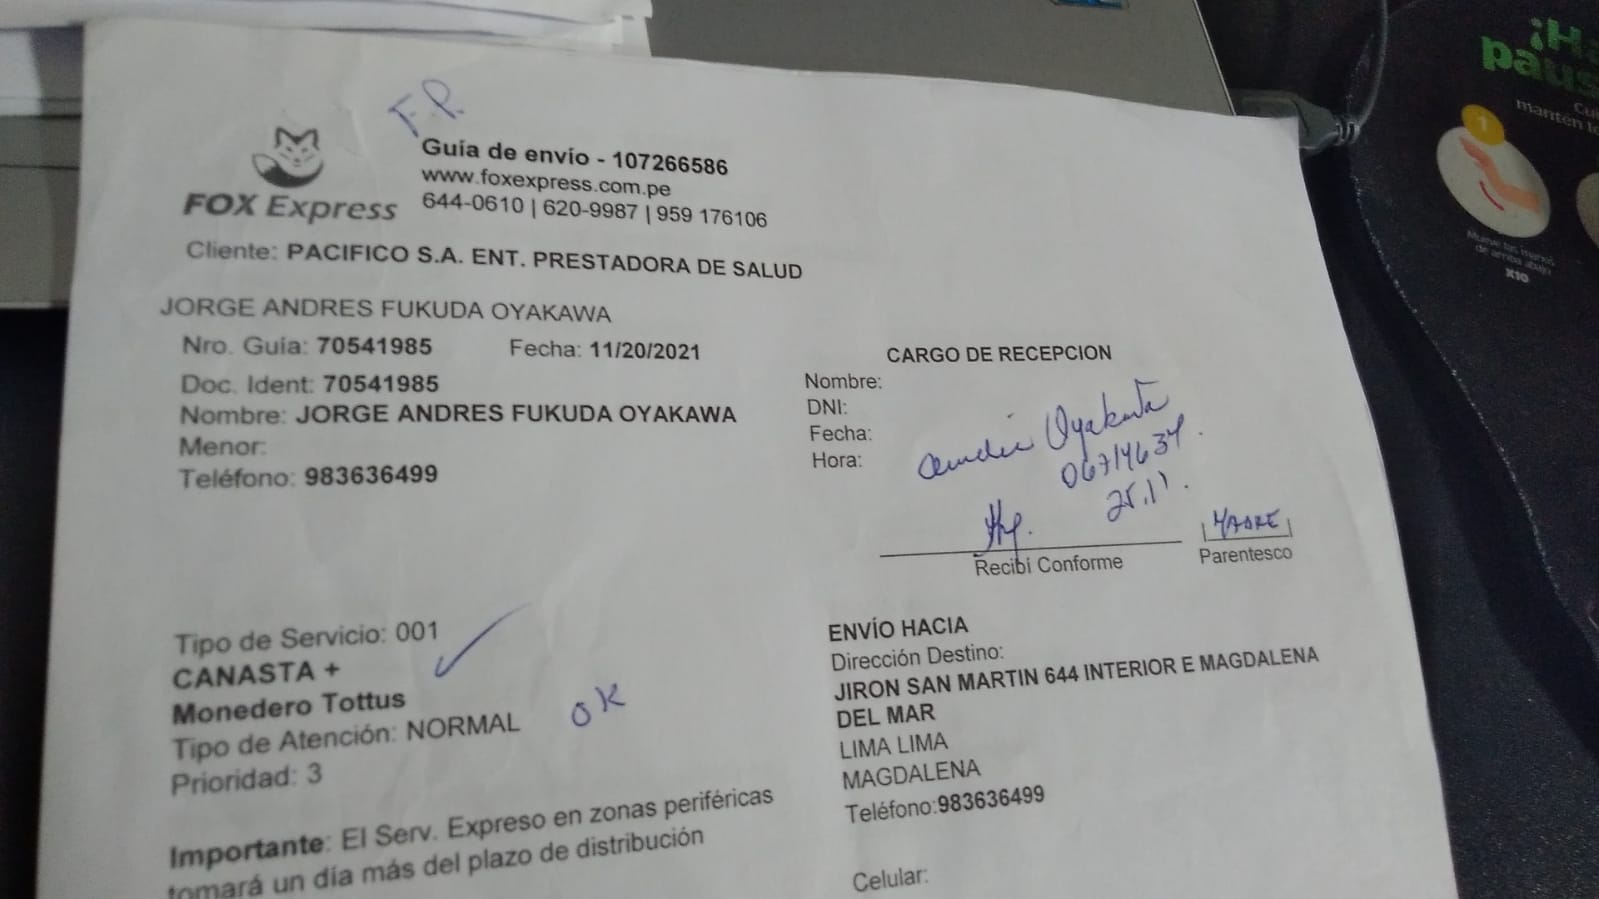 F.P.
FOX Express
Guía de envío - 107266586
www.foxexpress.com.pe
644-0610 | 620-9987 | 959 176106
Cliente: PACIFICO S.A. ENT. PRESTADORA DE SALUD
JORGE ANDRES FUKUDA OYAKAWA
Nro. Guía: 70541985 Fecha: 11/20/2021
Doc. Ident: 70541985
Nombre: JORGE ANDRES FUKUDA OYAKAWA
Menor:
Teléfono: 983636499
CARGO DE RECEPCION
Nombre:
DNI:
Fecha:
Hora:
Oyakawa
06714637
25.11.
MADRE
Recibí Conforme
Parentesco
Tipo de Servicio: 001
CANASTA +
Monedero Tottus
Tipo de Atención: NORMAL
Prioridad: 3
OK
Importante: El Serv. Expreso en zonas periféricas
tomará un día más del plazo de distribución
ENVÍO HACIA
Dirección Destino:
JIRON SAN MARTIN 644 INTERIOR E MAGDALENA
DEL MAR
LIMA LIMA
MAGDALENA
Teléfono:983636499
Celular:
1
mantén
X10